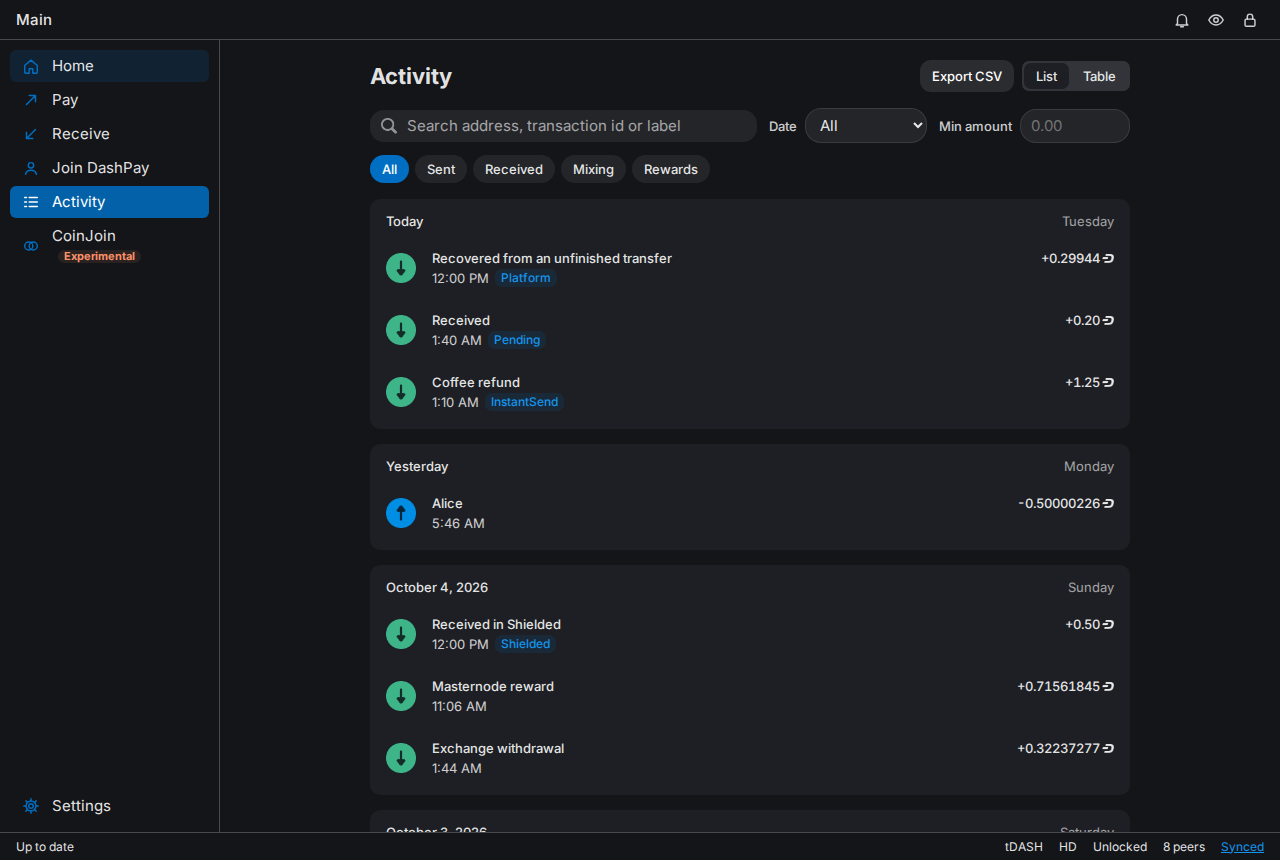 Main
Home
Pay
Receive
Join DashPay
Activity
CoinJoin
Experimental
Settings
Activity
Export CSV
List
Table
Search address, transaction id or label
Date
All
Min amount
0.00
All
Sent
Received
Mixing
Rewards
Today
Tuesday
Recovered from an unfinished transfer
+0.29944
12:00 PM Platform
Received
+0.20
1:40 AM Pending
Coffee refund
+1.25
1:10 AM InstantSend
Yesterday
Monday
Alice
-0.50000226
5:46 AM
October 4, 2026
Sunday
Received in Shielded
+0.50
12:00 PM Shielded
Masternode reward
+0.71561845
11:06 AM
Exchange withdrawal
+0.32237277
1:44 AM
October 3, 2026
Saturday
Up to date
tDASH
HD
Unlocked
8 peers
Synced